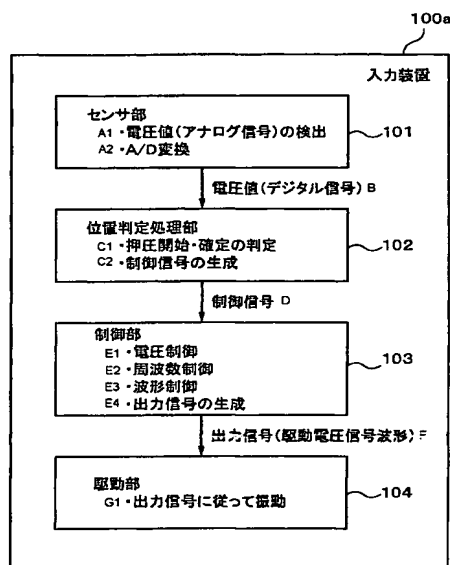 100a
入力装置
センサ部
A1・電圧値(アナログ信号)の検出
A2・A/D変換
101
電圧値(デジタル信号) B
位置判定処理部
C1・押圧開始・確定の判定
C2・制御信号の生成
102
制御信号 D
制御部
E1・電圧制御
E2・周波数制御
E3・波形制御
E4・出力信号の生成
103
出力信号(駆動電圧信号波形) F
駆動部
G1・出力信号に従って振動
104